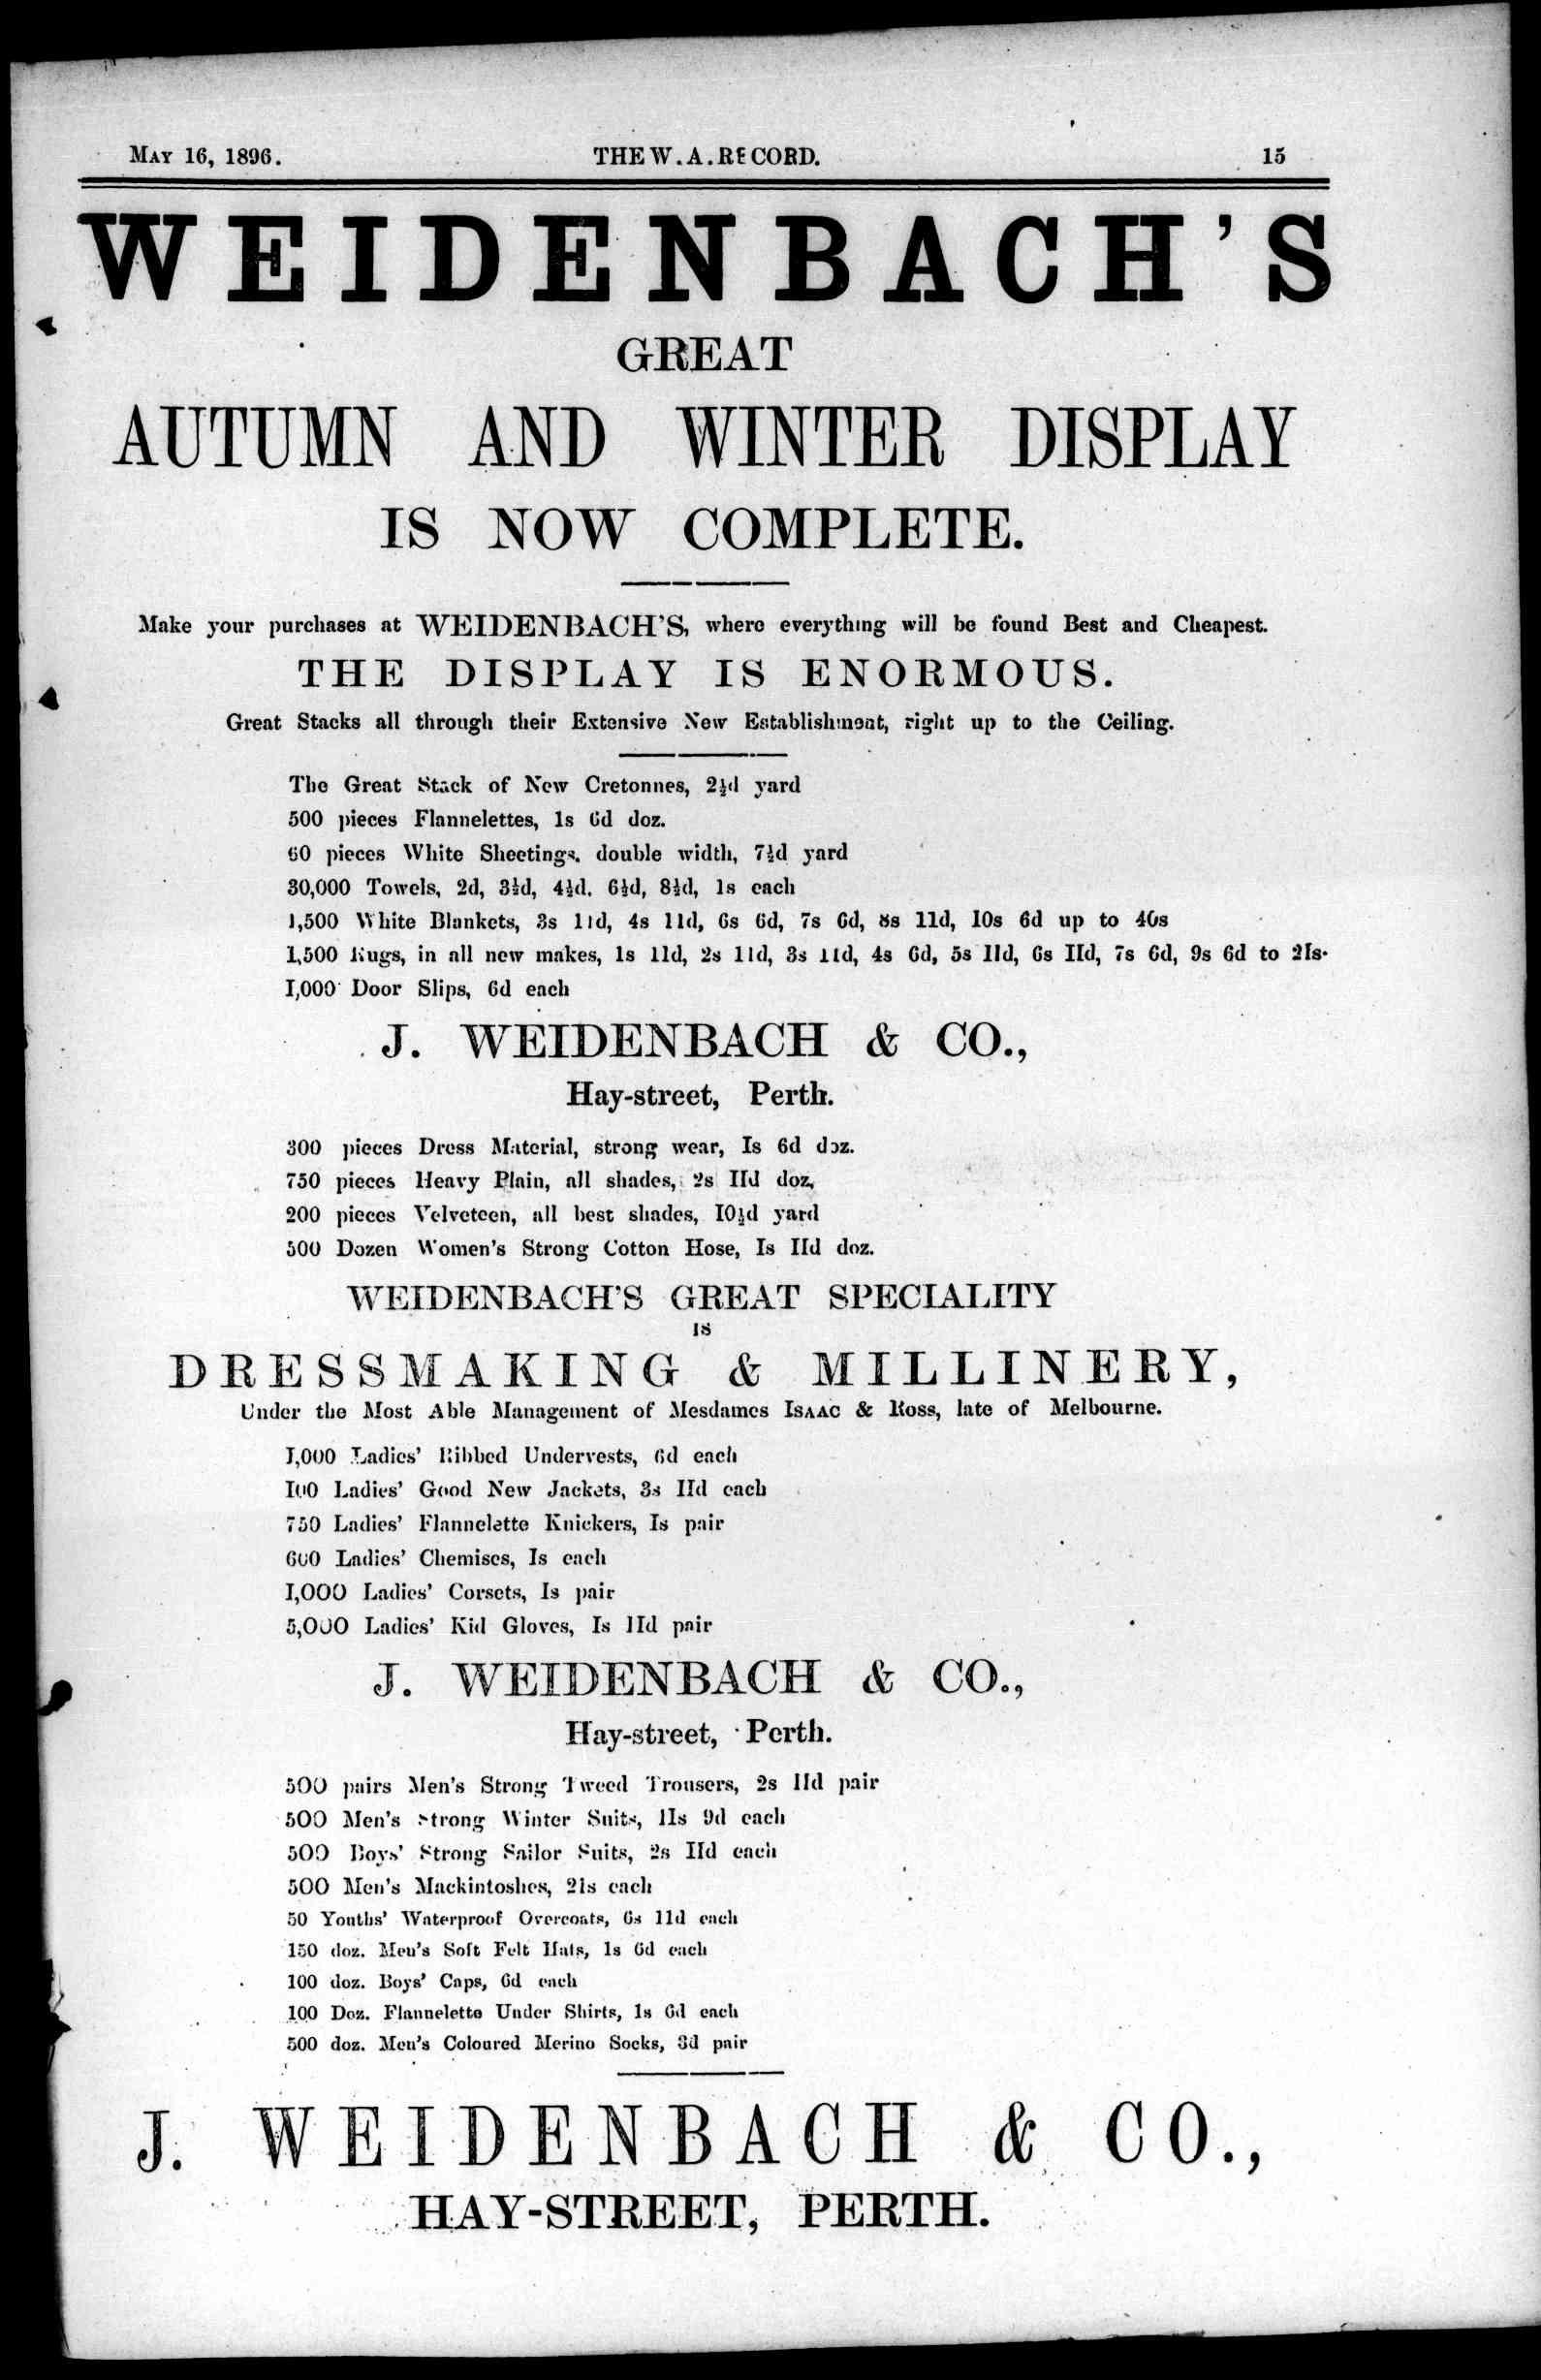 MAY 16, 1896. THE W.A. RECORD. 15
WEIDENBACH'S
GREAT
AUTUMN AND WINTER DISPLAY
IS NOW COMPLETE.
Make your purchases at WEIDENBACH'S, where everything will be found Best and Cheapest.
THE DISPLAY IS ENORMOUS.
Great Stacks all through their Extensive New Establishment, right up to the Ceiling.
The Great Stack of New Cretonnes, 2½d yard
500 pieces Flannelettes, 1s 6d doz.
60 pieces White Sheetings, double width, 7½d yard
30,000 Towels, 2d, 3½d, 4½d. 6½d, 8½d, 1s each
1,500 White Blankets, 3s 11d, 4s 11d, 6s 6d, 7s 6d, 8s 11d, 10s 6d up to 40s
1,500 Rugs, in all new makes, 1s 11d, 2s 11d, 3s 11d, 4s 6d, 5s 11d, 6s 11d, 7s 6d, 9s 6d to 21s.
1,000 Door Slips, 6d each
J. WEIDENBACH & CO.,
Hay-street, Perth.
300 pieces Dress Material, strong wear, 1s 6d doz.
750 pieces Heavy Plain, all shades, 2s 11d doz,
200 pieces Velveteen, all best shades, 10½d yard
500 Dozen Women's Strong Cotton Hose, 1s 11d doz.
WEIDENBACH'S GREAT SPECIALITY
IS
DRESSMAKING & MILLINERY,
Under the Most Able Management of Mesdames ISAAC & Ross, late of Melbourne.
1,000 Ladies' Ribbed Undervests, 6d each
100 Ladies' Good New Jackets, 3s 11d each
750 Ladies' Flannelette Knickers, 1s pair
600 Ladies' Chemises, 1s each
1,000 Ladies' Corsets, 1s pair
5,000 Ladies' Kid Gloves, 1s 11d pair
J. WEIDENBACH & CO.,
Hay-street, Perth.
500 pairs Men's Strong Tweed Trousers, 2s 11d pair
500 Men's Strong Winter Suits, 11s 9d each
500 Boys' Strong Sailor Suits, 2s 11d each
500 Men's Mackintoshes, 21s each
50 Youths' Waterproof Overcoats, 6s 11d each
150 doz. Men's Soft Felt Hats, 1s 6d each
100 doz. Boys' Caps, 6d each
100 Doz. Flannelette Under Shirts, 1s 6d each
500 doz. Men's Coloured Merino Socks, 3d pair
J. WEIDENBACH & CO.,
HAY-STREET, PERTH.